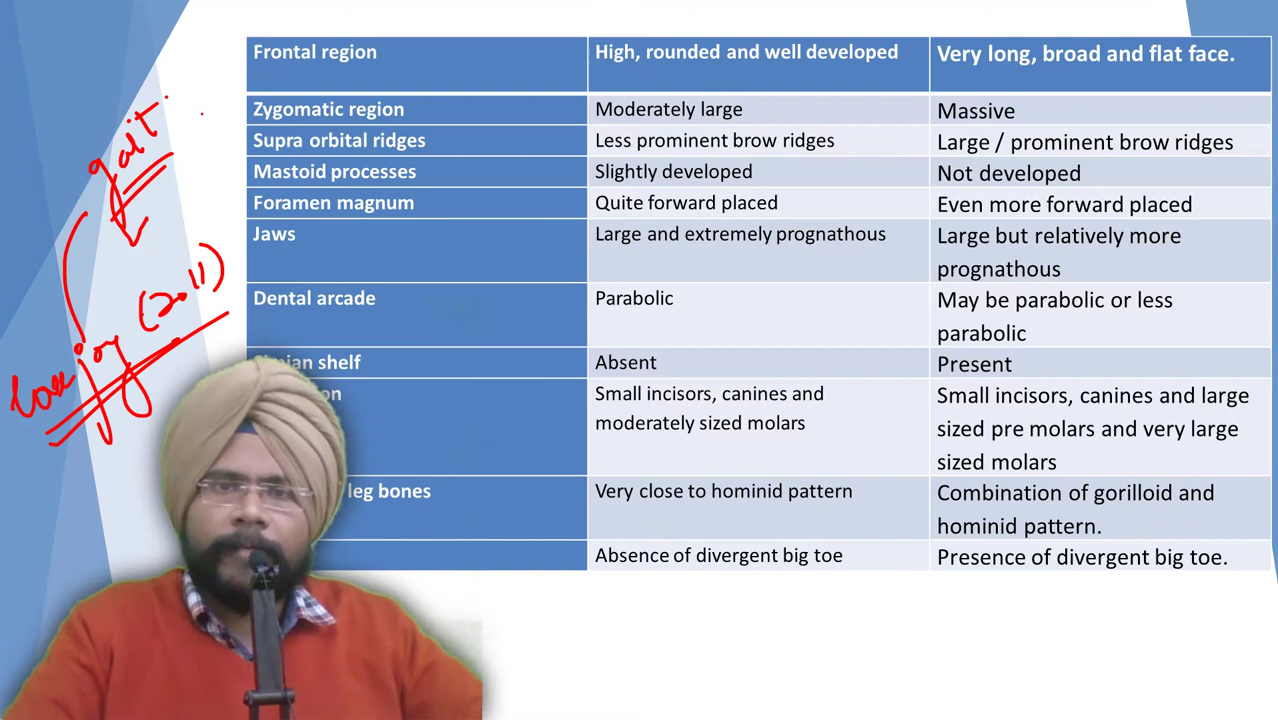 Frontal region
High, rounded and well developed
Very long, broad and flat face.
Zygomatic region
Moderately large
Massive
Supra orbital ridges
Less prominent brow ridges
Large / prominent brow ridges
Mastoid processes
Slightly developed
Not developed
Foramen magnum
Quite forward placed
Even more forward placed
Jaws
Large and extremely prognathous
Large but relatively more
prognathous
Dental arcade
Parabolic
May be parabolic or less
parabolic
shelf
Absent
Present
Small incisors, canines and
moderately sized molars
Small incisors, canines and large
sized pre molars and very large
sized molars
leg bones
Very close to hominid pattern
Combination of gorilloid and
hominid pattern.
Absence of divergent big toe
Presence of divergent big toe.
gait
Lovejoy (2011)